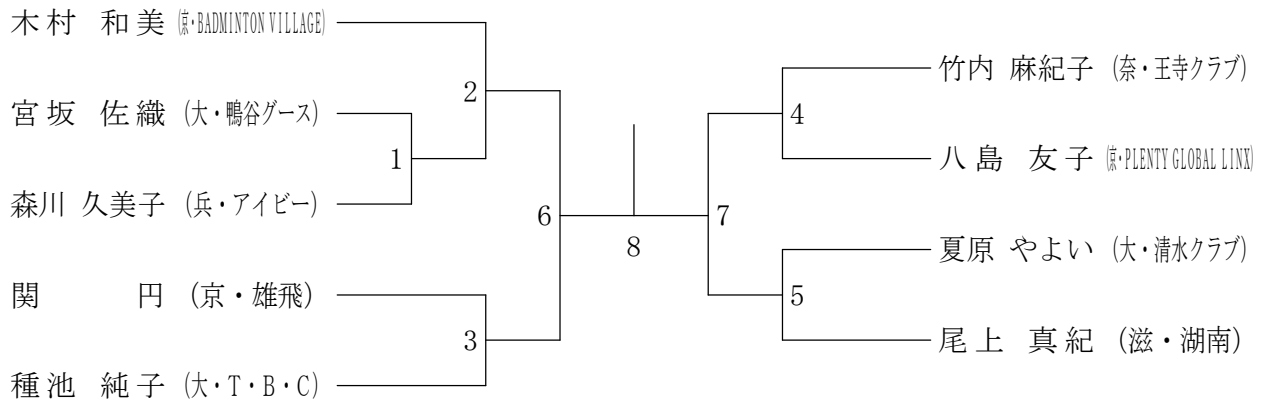 木村 和美 (京・BADMINTON VILLAGE)
宮坂 佐織 (大・鴨谷グース)
森川 久美子 (兵・アイビー)
関 円 (京・雄飛)
種池 純子 (大・T・B・C)
1
2
3
6
8
7
4
5
竹内 麻紀子 (奈・王寺クラブ)
八島 友子 (京・PLENTY GLOBAL LINX)
夏原 やよい (大・清水クラブ)
尾上 真紀 (滋・湖南)